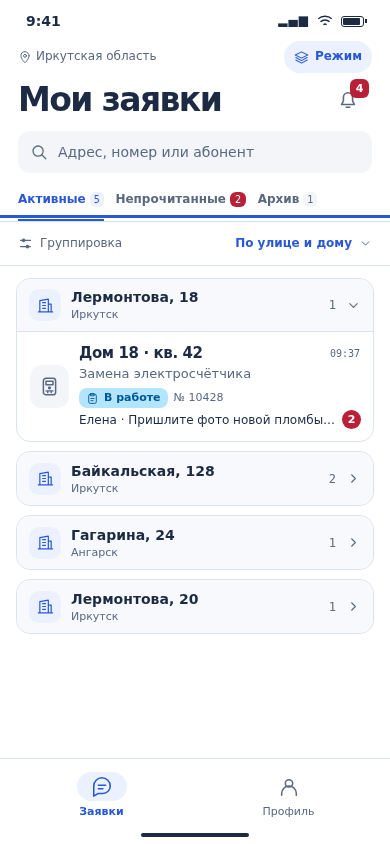 9:41
Иркутская область
Режим
Мои заявки
4
Адрес, номер или абонент
Активные 5 Непрочитанные 2 Архив 1
Группировка
По улице и дому
Лермонтова, 18
Иркутск
1
Дом 18 · кв. 42
09:37
Замена электросчётчика
В работе № 10428
Елена · Пришлите фото новой пломбы... 2
Байкальская, 128
Иркутск
2
Гагарина, 24
Ангарск
1
Лермонтова, 20
Иркутск
1
Заявки
Профиль